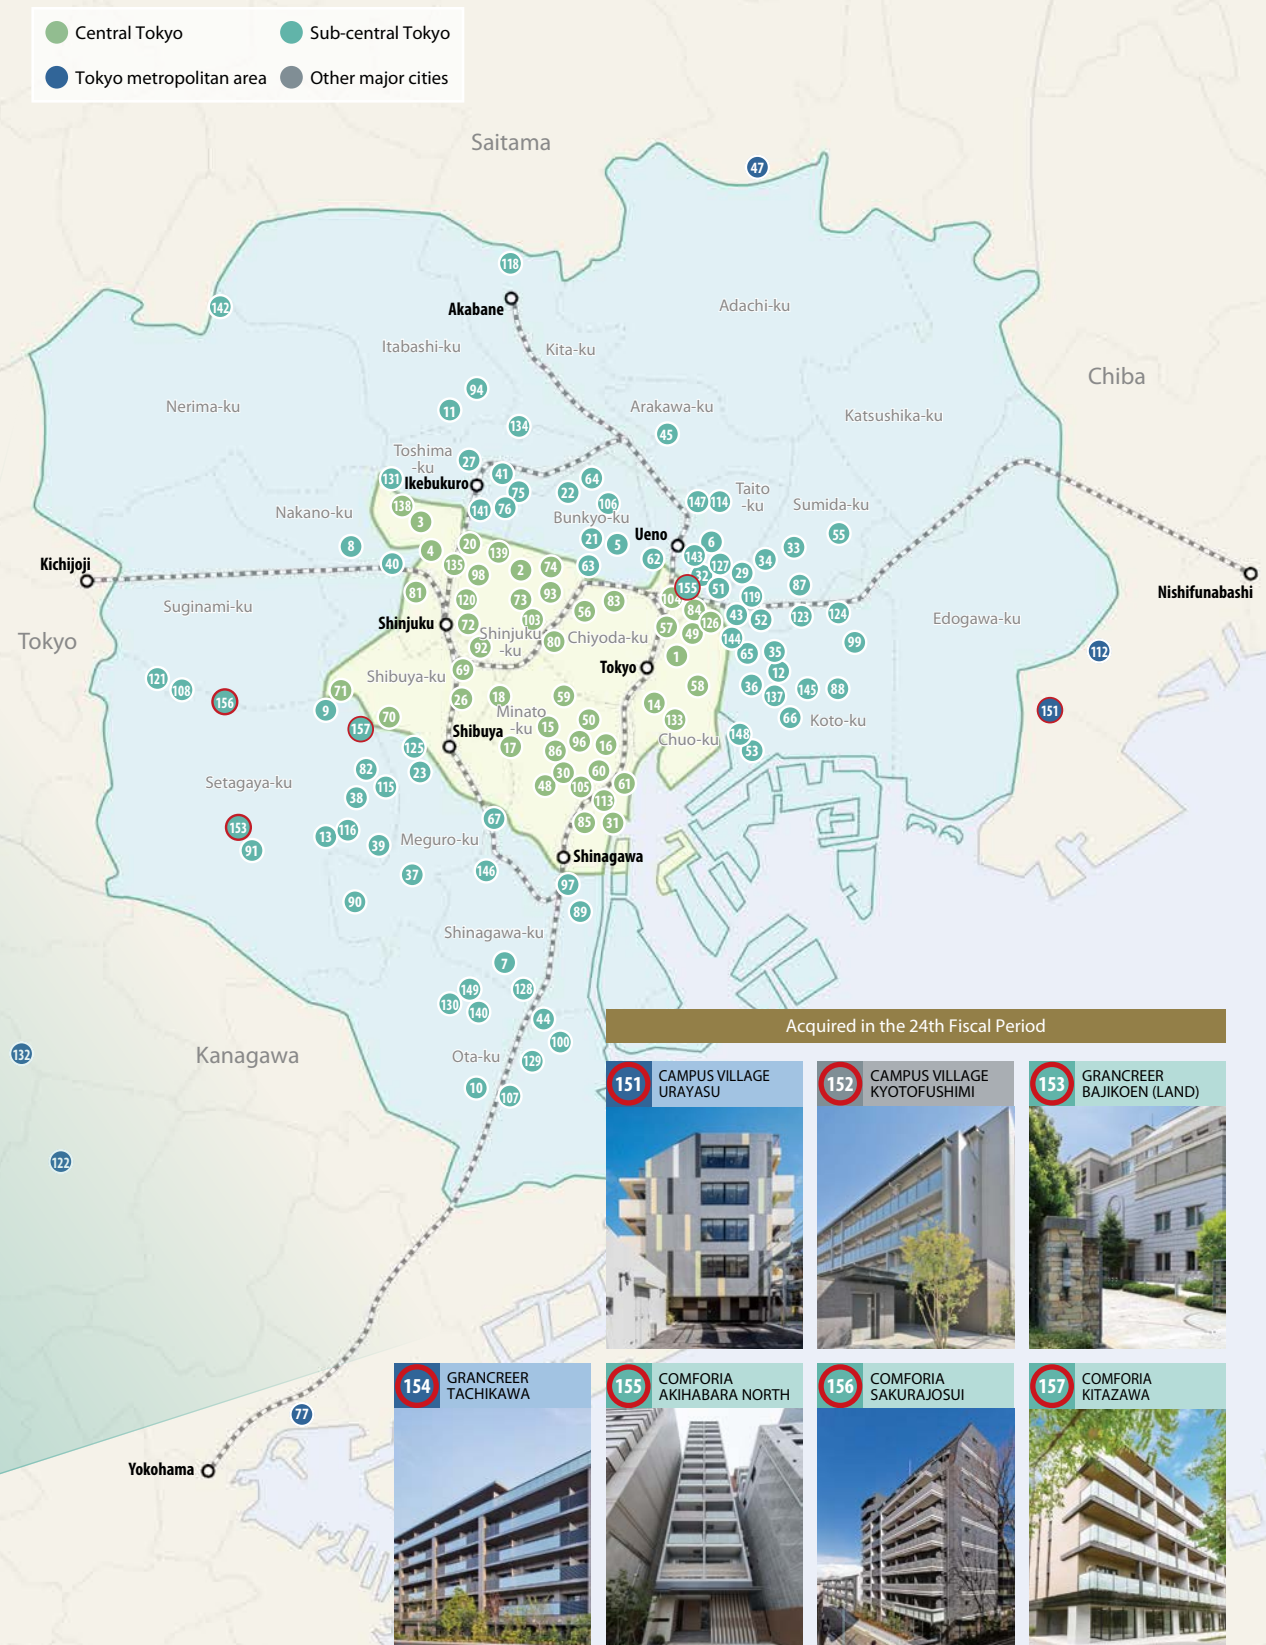 Central Tokyo
Sub-central Tokyo
Tokyo metropolitan area
Other major cities
Saitama
47
118
142
Akabane
Adachi-ku
Itabashi-ku
Kita-ku
Chiba
94
Nerima-ku
11
Arakawa-ku
Katsushika-ku
134
45
Toshima
-ku
27
131
Ikebukuro
41
64
75
22
138
141
76
106
147
114
Taito
-ku
Sumida-ku
Nakano-ku
3
Bunkyo-ku
55
21
5
Ueno
6
33
8
4
20
139
62
143
34
Kichijoji
40
135
98
2
74
63
127
32
29
Nishifunabashi
155
51
87
81
93
Suginami-ku
120
73
83
104
119
56
84
43
52
123
124
Edogawa-ku
Shinjuku
72
103
57
49
126
Shinjuku
-ku
Chiyoda-ku
144
99
Tokyo
92
80
65
35
112
Tokyo
1
69
12
121
108
Shibuya-ku
58
36
137
145
88
156
71
26
18
59
14
151
9
70
Minato
-ku
50
133
66
Koto-ku
157
15
Shibuya
17
96
16
Chuo-ku
148
125
86
53
82
23
30
60
Setagaya-ku
115
48
105
61
38
113
153
67
85
31
13
116
91
39
Meguro-ku
Shinagawa
37
146
97
90
89
Shinagawa-ku
7
149
128
130
140
44
132
Kanagawa
100
Ota-ku
129
10
107
122
77
Yokohama
Acquired in the 24th Fiscal Period
151
CAMPUS VILLAGE
URAYASU
152
CAMPUS VILLAGE
KYOTOFUSHIMI
153
GRANCREER
BAJIKOEN (LAND)
154
GRANCREER
TACHIKAWA
155
COMFORIA
AKIHABARA NORTH
156
COMFORIA
SAKURAJOSUI
157
COMFORIA
KITAZAWA